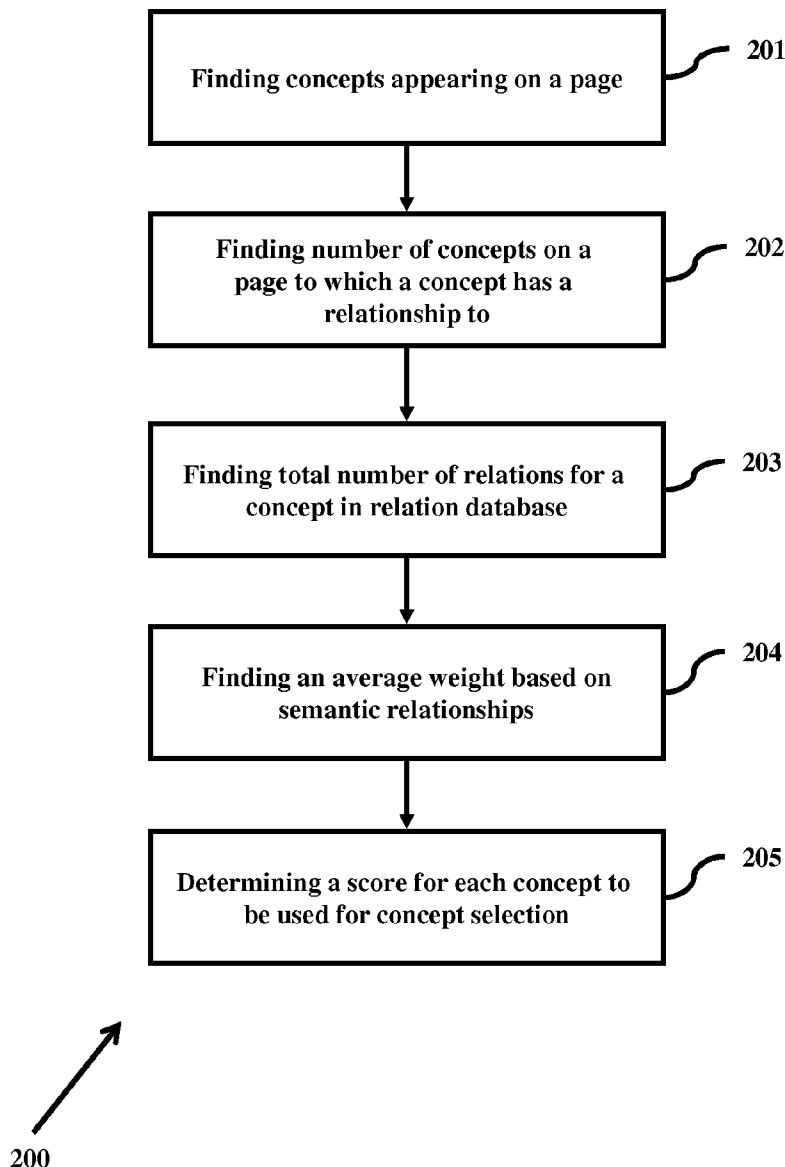 Finding concepts appearing on a page
201
Finding number of concepts on a
page to which a concept has a
relationship to
202
Finding total number of relations for a
concept in relation database
203
Finding an average weight based on
semantic relationships
204
Determining a score for each concept to
be used for concept selection
205
200